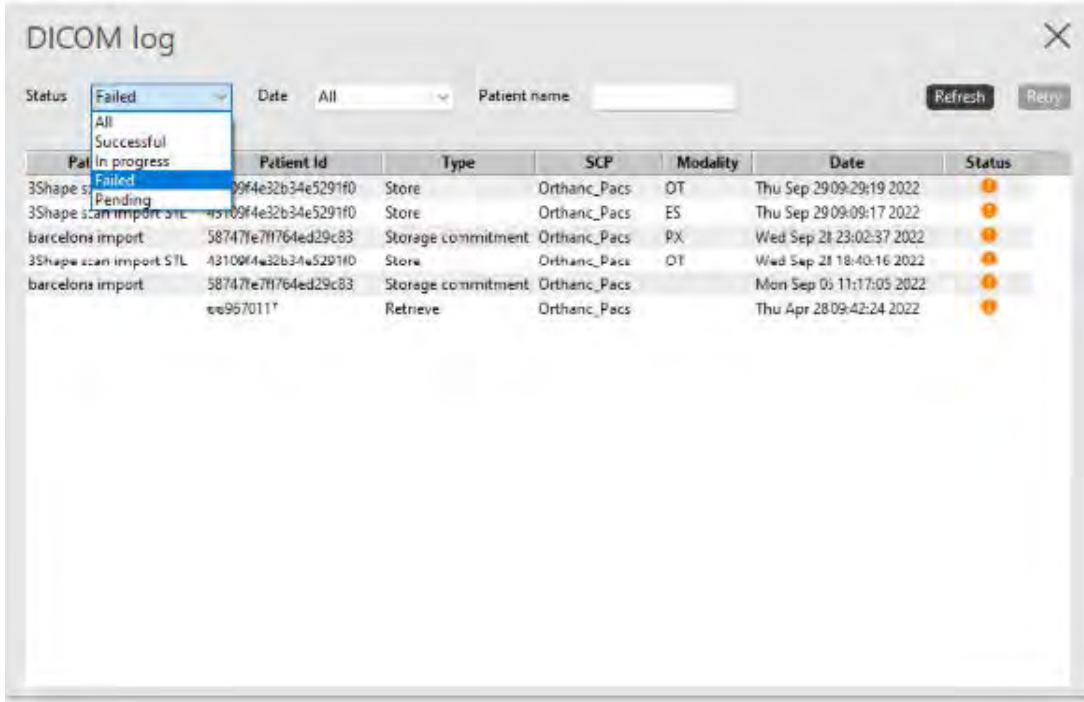 DICOM log
Status Failed Date All Patient name Refresh Retry
All
Successful
In progress
Failed
Pending
Patient Id Type SCP Modality Date Status
3Shape Store Orthanc_Pacs OT Thu Sep 29 09:29:19 2022
3Shape scan import STL 43109f4e32b34e5291f0 Store Orthanc_Pacs ES Thu Sep 29 09:09:17 2022
barcelona import Storage commitment Orthanc_Pacs PX Wed Sep 28 23:02:37 2022
3Shape scan import STL 43109f4e32b34e5291f0 Store Orthanc_Pacs OT Wed Sep 28 18:40:16 2022
barcelona import Storage commitment Orthanc_Pacs Mon Sep 11:17:05 2022
Retrieve Orthanc_Pacs Thu Apr 28 09:42:24 2022